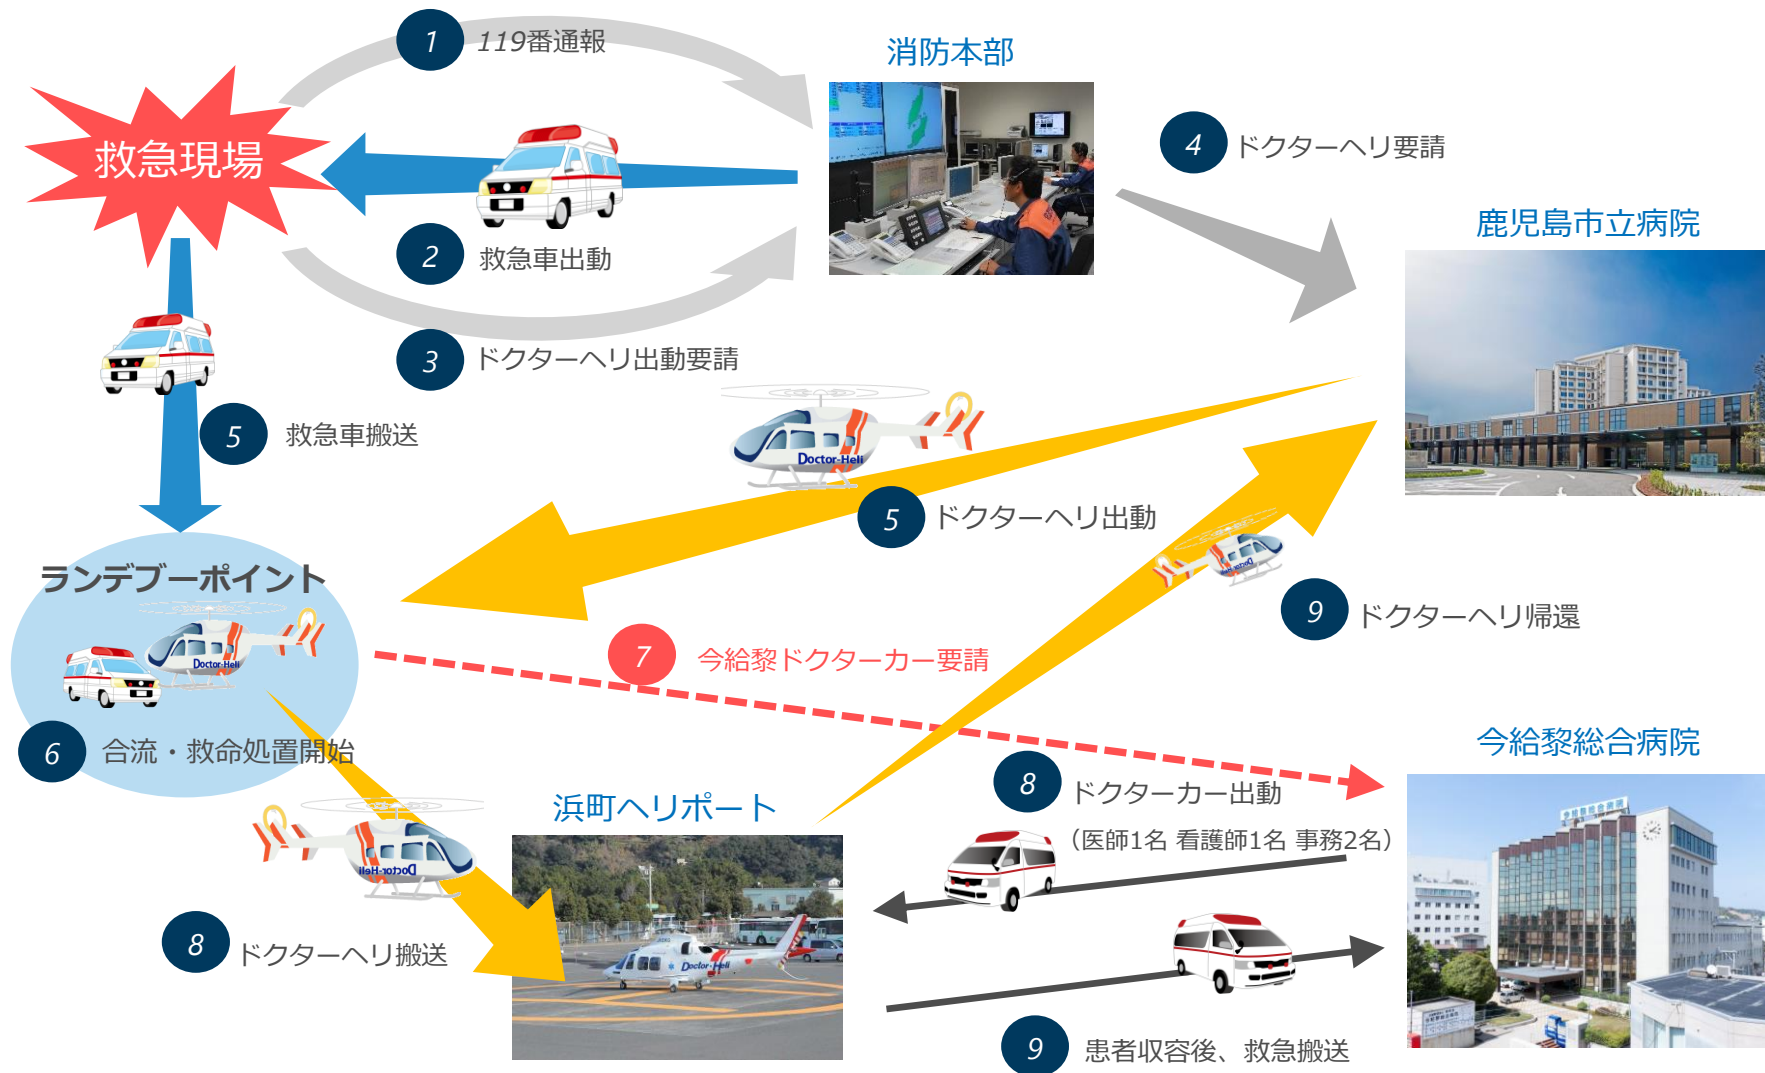 1 119番通報
消防本部
救急現場
4 ドクターヘリ要請
2 救急車出動
鹿児島市立病院
3 ドクターヘリ出動要請
5 救急車搬送
Doctor-Heli
5 ドクターヘリ出動
ランデブーポイント
Doctor-Heli
6 合流・救命処置開始
7 今給黎ドクターカー要請
Doctor-Heli
9 ドクターヘリ帰還
今給黎総合病院
8 ドクターカー出動
(医師1名 看護師1名 事務2名)
浜町ヘリポート
Doctor-Heli
8 ドクターヘリ搬送
Doctor-Heli
9 患者収容後、救急搬送